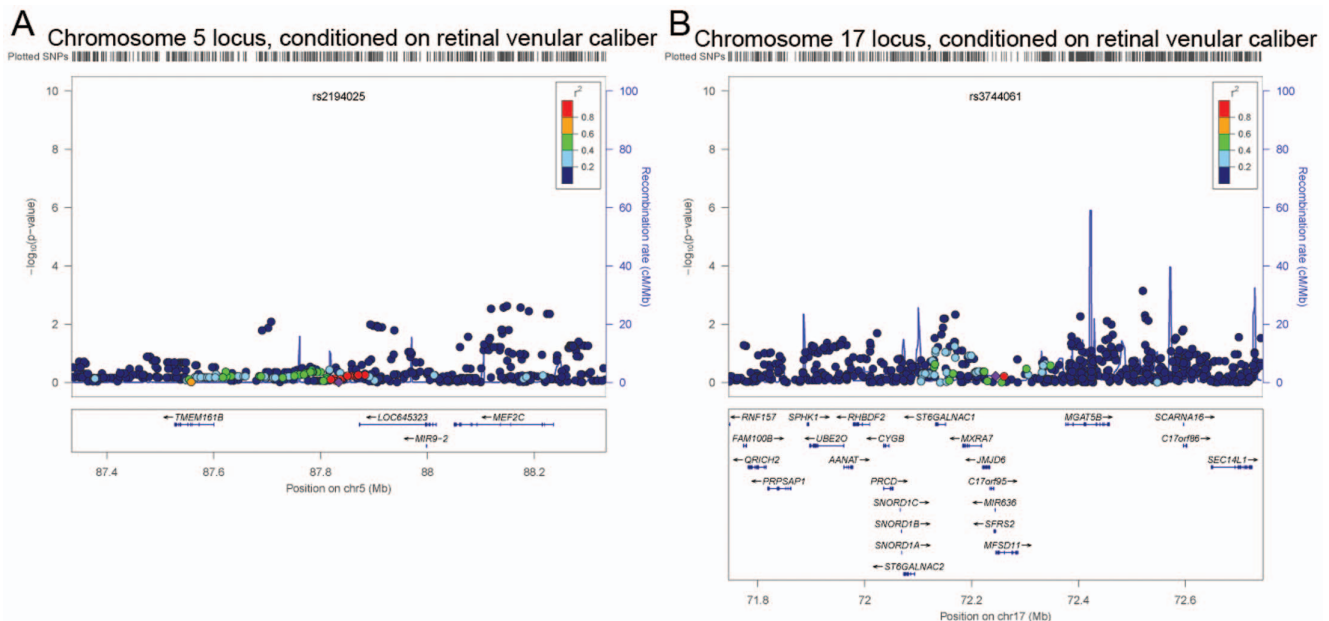 A
Chromosome 5 locus, conditioned on retinal venular caliber
Plotted SNPs
rs2194025
r²
0.8
0.6
0.4
0.2
10
8
6
4
2
0
−log₁₀(p−value)
100
80
60
40
20
0
Recombination rate (cM/Mb)
←TMEM161B
←LOC645323
←MEF2C
←MIR9−2
87.4
87.6
87.8
88
88.2
Position on chr5 (Mb)
B
Chromosome 17 locus, conditioned on retinal venular caliber
Plotted SNPs
rs3744061
r²
0.8
0.6
0.4
0.2
10
8
6
4
2
0
−log₁₀(p−value)
100
80
60
40
20
0
Recombination rate (cM/Mb)
←RNF157 SPHK1→ ←RHBDF2 ST6GALNAC1 MGAT5B→ SCARNA16→
FAM100B→ ←UBE2O ←CYGB ←MXRA7 C17orf86
←QRICH2 AANAT→ ←JMJD6 SEC14L1→
←PRPSAP1 PRCD→ C17orf95→
SNORD1C→ ←MIR636
SNORD1B→ ←SFRS2
SNORD1A→ MFSD11→
←ST6GALNAC2
71.8
72
72.2
72.4
72.6
Position on chr17 (Mb)